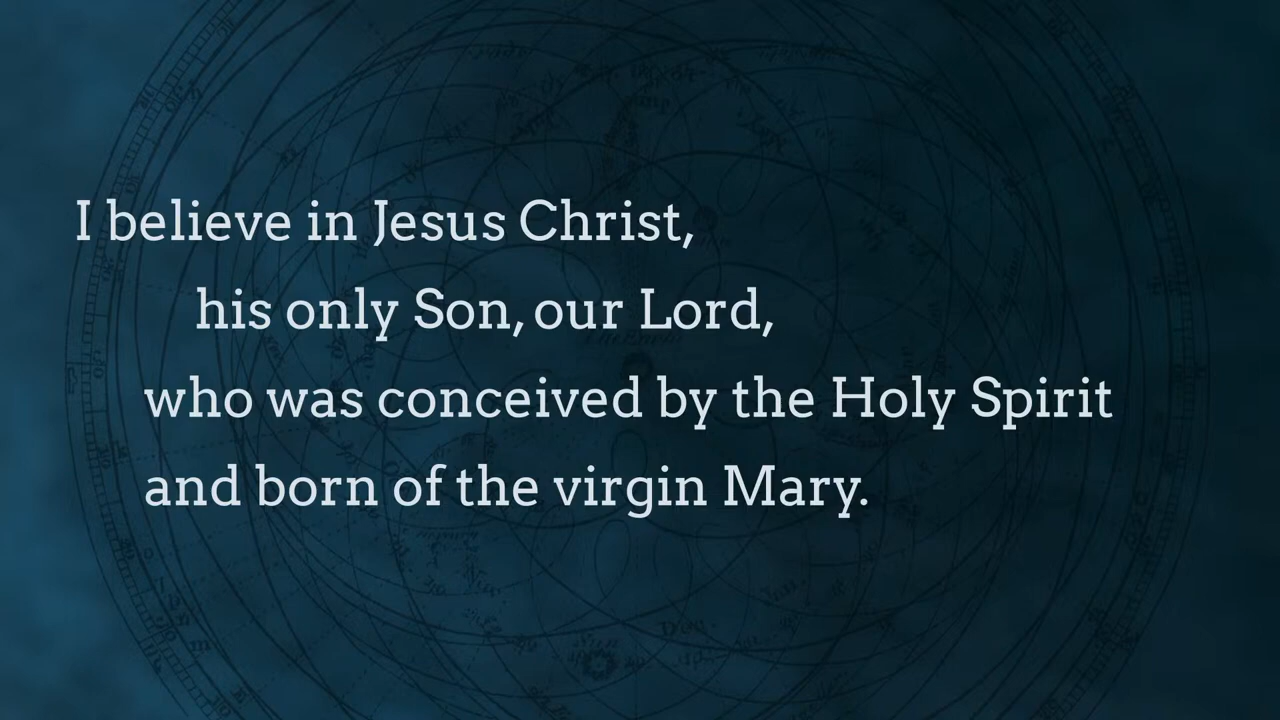 I believe in Jesus Christ,
his only Son, our Lord,
who was conceived by the Holy Spirit
and born of the virgin Mary.